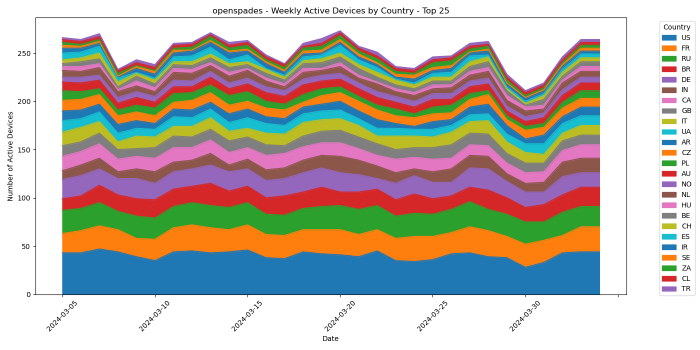 openspades - Weekly Active Devices by Country - Top 25
Number of Active Devices
250
200
150
100
50
0
2024-03-05
2024-03-10
2024-03-15
2024-03-20
2024-03-25
2024-03-30
Date
Country
US
FR
RU
BR
DE
IN
CA
GB
IT
UA
AR
CZ
PL
AU
NO
NL
HU
BE
CH
ES
IR
SE
ZA
CL
TR